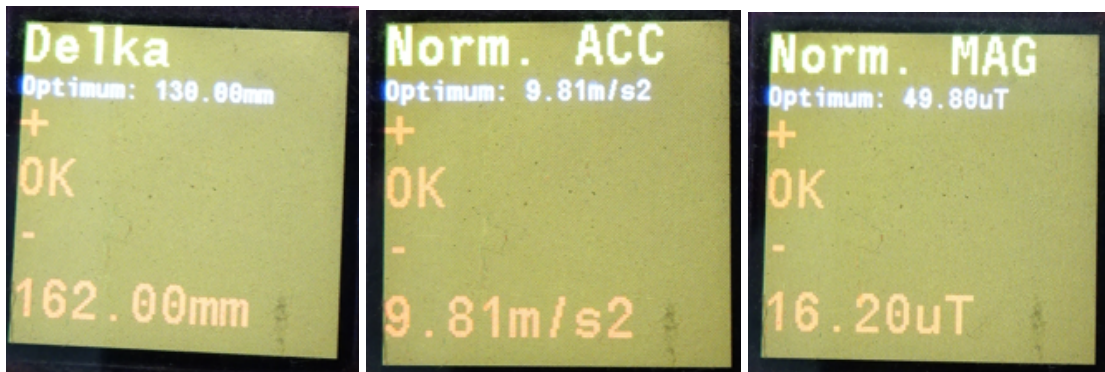 Delka
Optimum: 130.00mm
+
OK
-
162.00mm
Norm. ACC
Optimum: 9.81m/s2
+
OK
-
9.81m/s2
Norm. MAG
Optimum: 49.80uT
+
OK
-
16.20uT